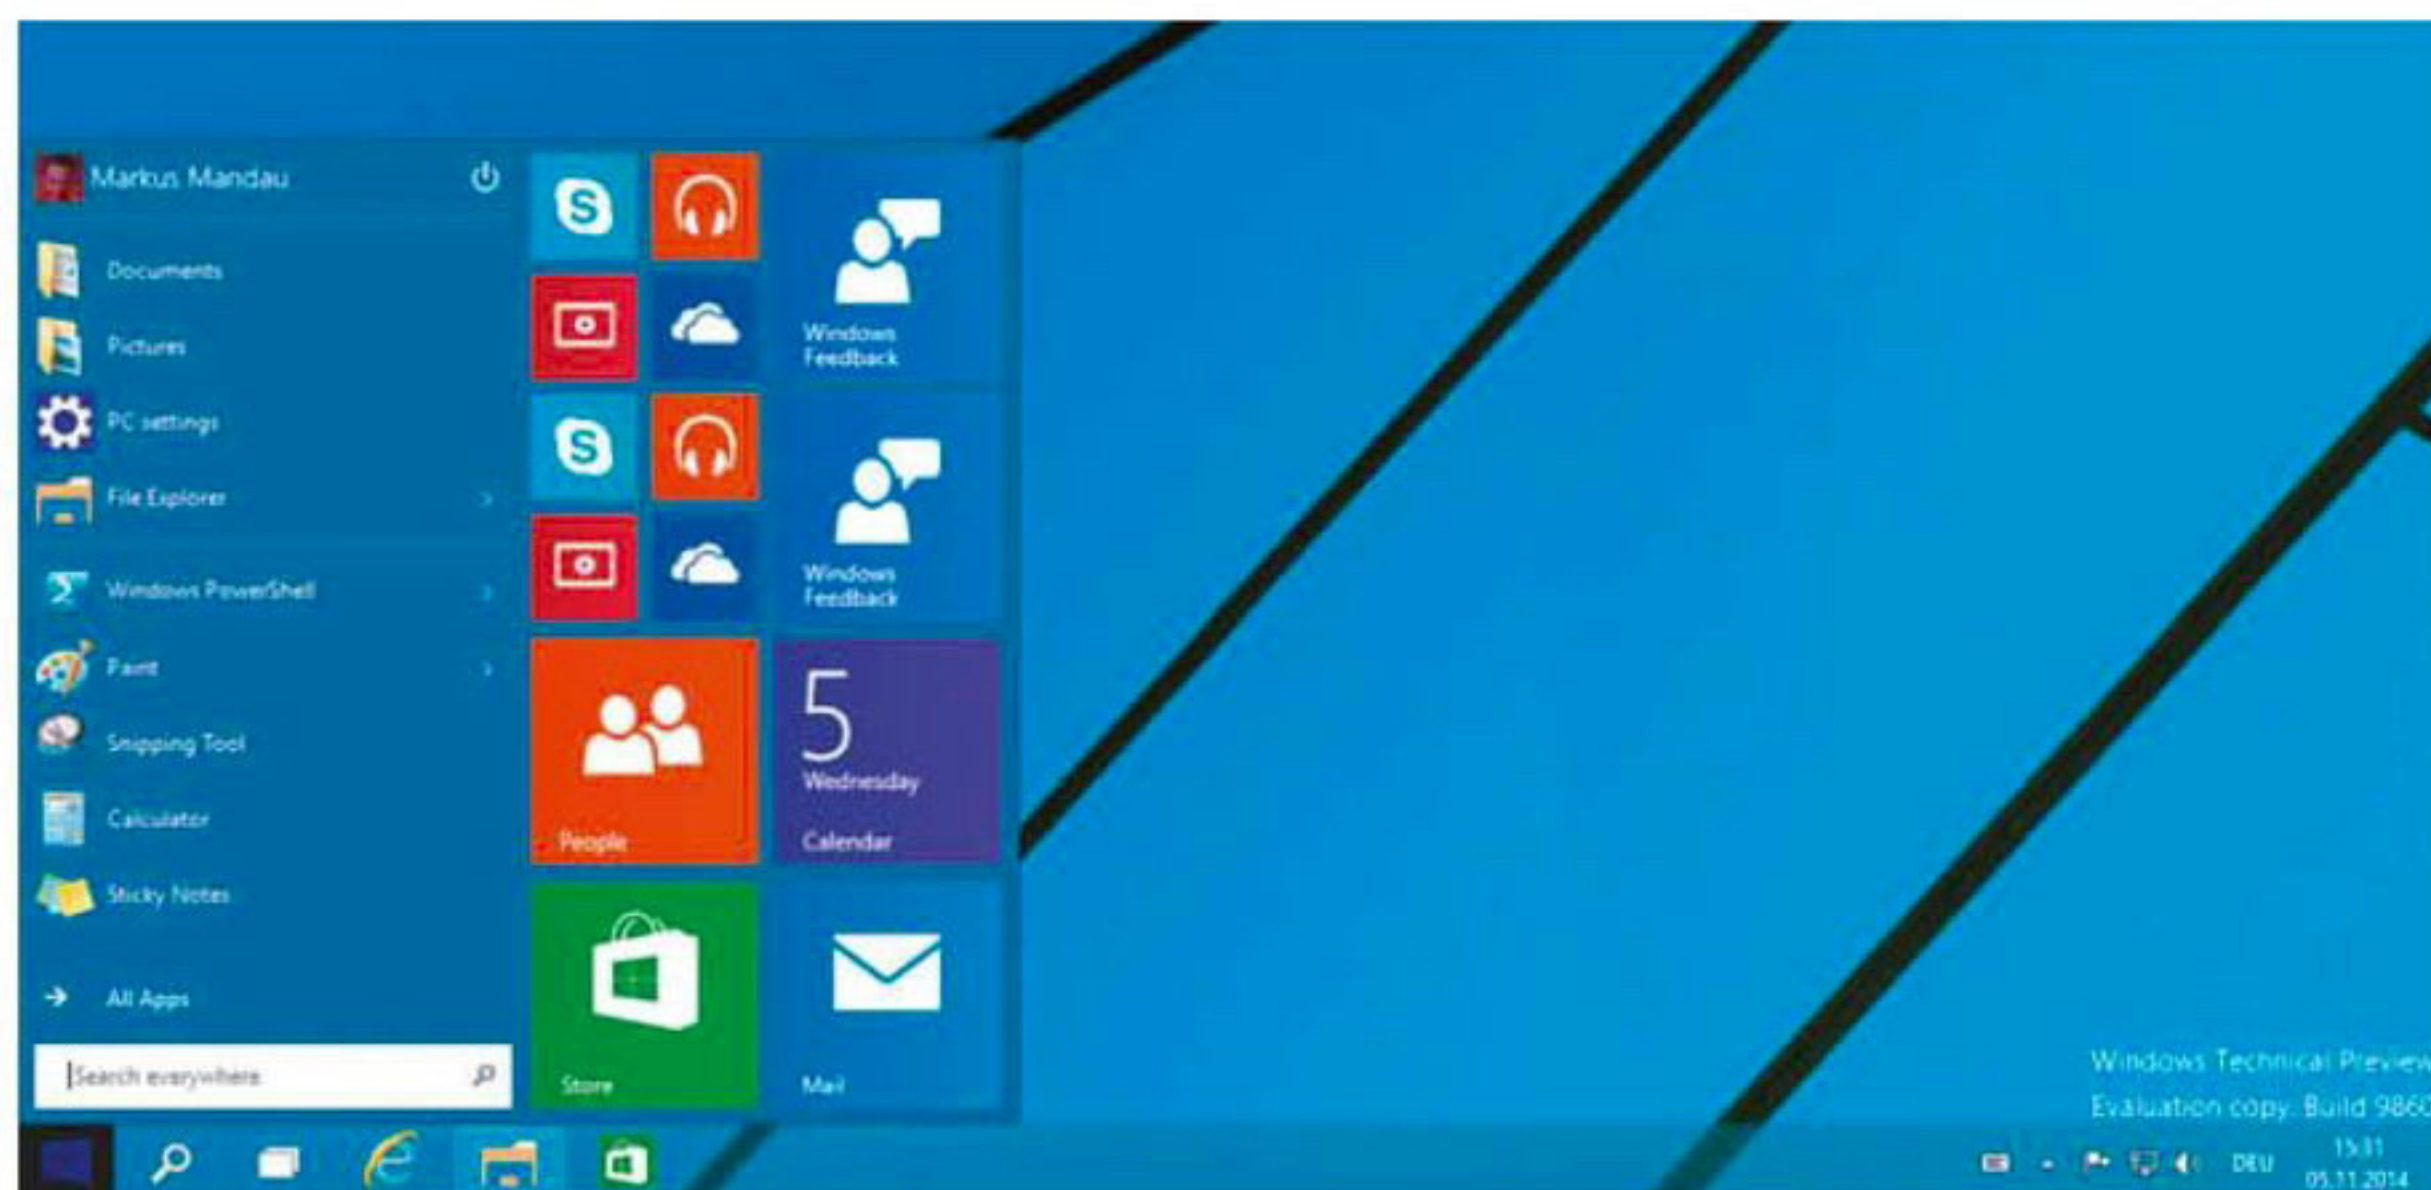 Markus Mandau
Documents
Pictures
PC settings
File Explorer
Windows PowerShell
Paint
Snipping Tool
Calculator
Sticky Notes
All Apps
Search everywhere
S
Windows
Feedback
S
Windows
Feedback
People
5
Wednesday
Calendar
Store
Mail
Windows Technical Preview
Evaluation copy. Build 9860
DEU
15:31
05.11.2014